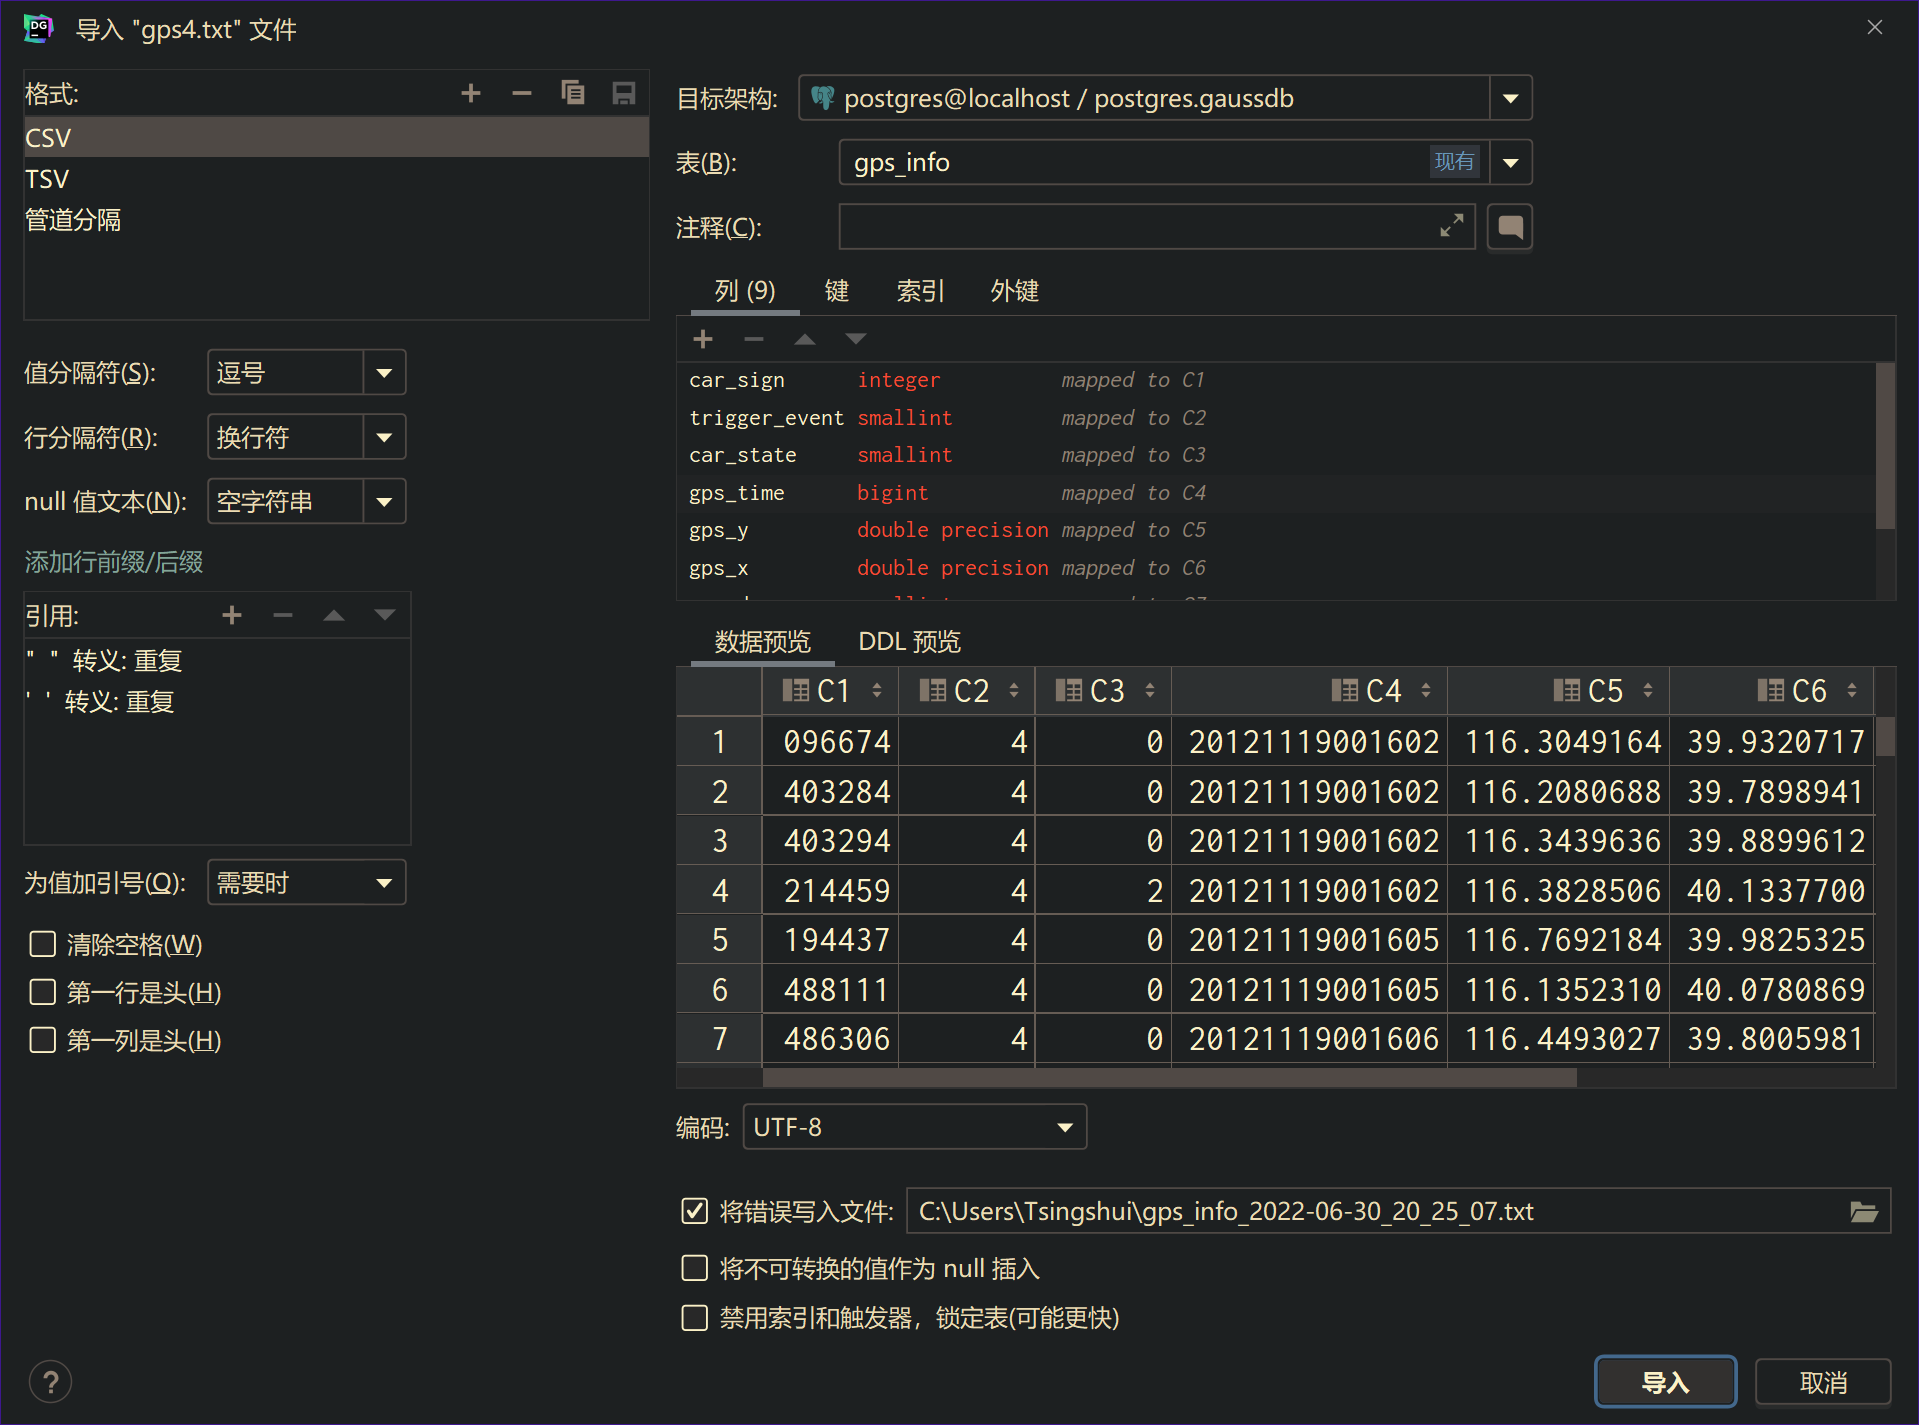 DG
导入 "gps4.txt" 文件
格式:
CSV
TSV
管道分隔
值分隔符(S): 逗号
行分隔符(R): 换行符
null 值文本(N): 空字符串
添加行前缀/后缀
引用:
" " 转义: 重复
' ' 转义: 重复
为值加引号(Q): 需要时
清除空格(W)
第一行是头(H)
第一列是头(H)
目标架构: postgres@localhost / postgres.gaussdb
表(B): gps_info 现有
注释(C):
列 (9) 键 索引 外键
car_sign integer mapped to C1
trigger_event smallint mapped to C2
car_state smallint mapped to C3
gps_time bigint mapped to C4
gps_y double precision mapped to C5
gps_x double precision mapped to C6
数据预览 DDL 预览
C1 C2 C3 C4 C5 C6
1 096674 4 0 20121119001602 116.3049164 39.9320717
2 403284 4 0 20121119001602 116.2080688 39.7898941
3 403294 4 0 20121119001602 116.3439636 39.8899612
4 214459 4 2 20121119001602 116.3828506 40.1337700
5 194437 4 0 20121119001605 116.7692184 39.9825325
6 488111 4 0 20121119001605 116.1352310 40.0780869
7 486306 4 0 20121119001606 116.4493027 39.8005981
编码: UTF-8
将错误写入文件: C:\Users\Tsingshui\gps_info_2022-06-30_20_25_07.txt
将不可转换的值作为 null 插入
禁用索引和触发器，锁定表(可能更快)
? 导入 取消